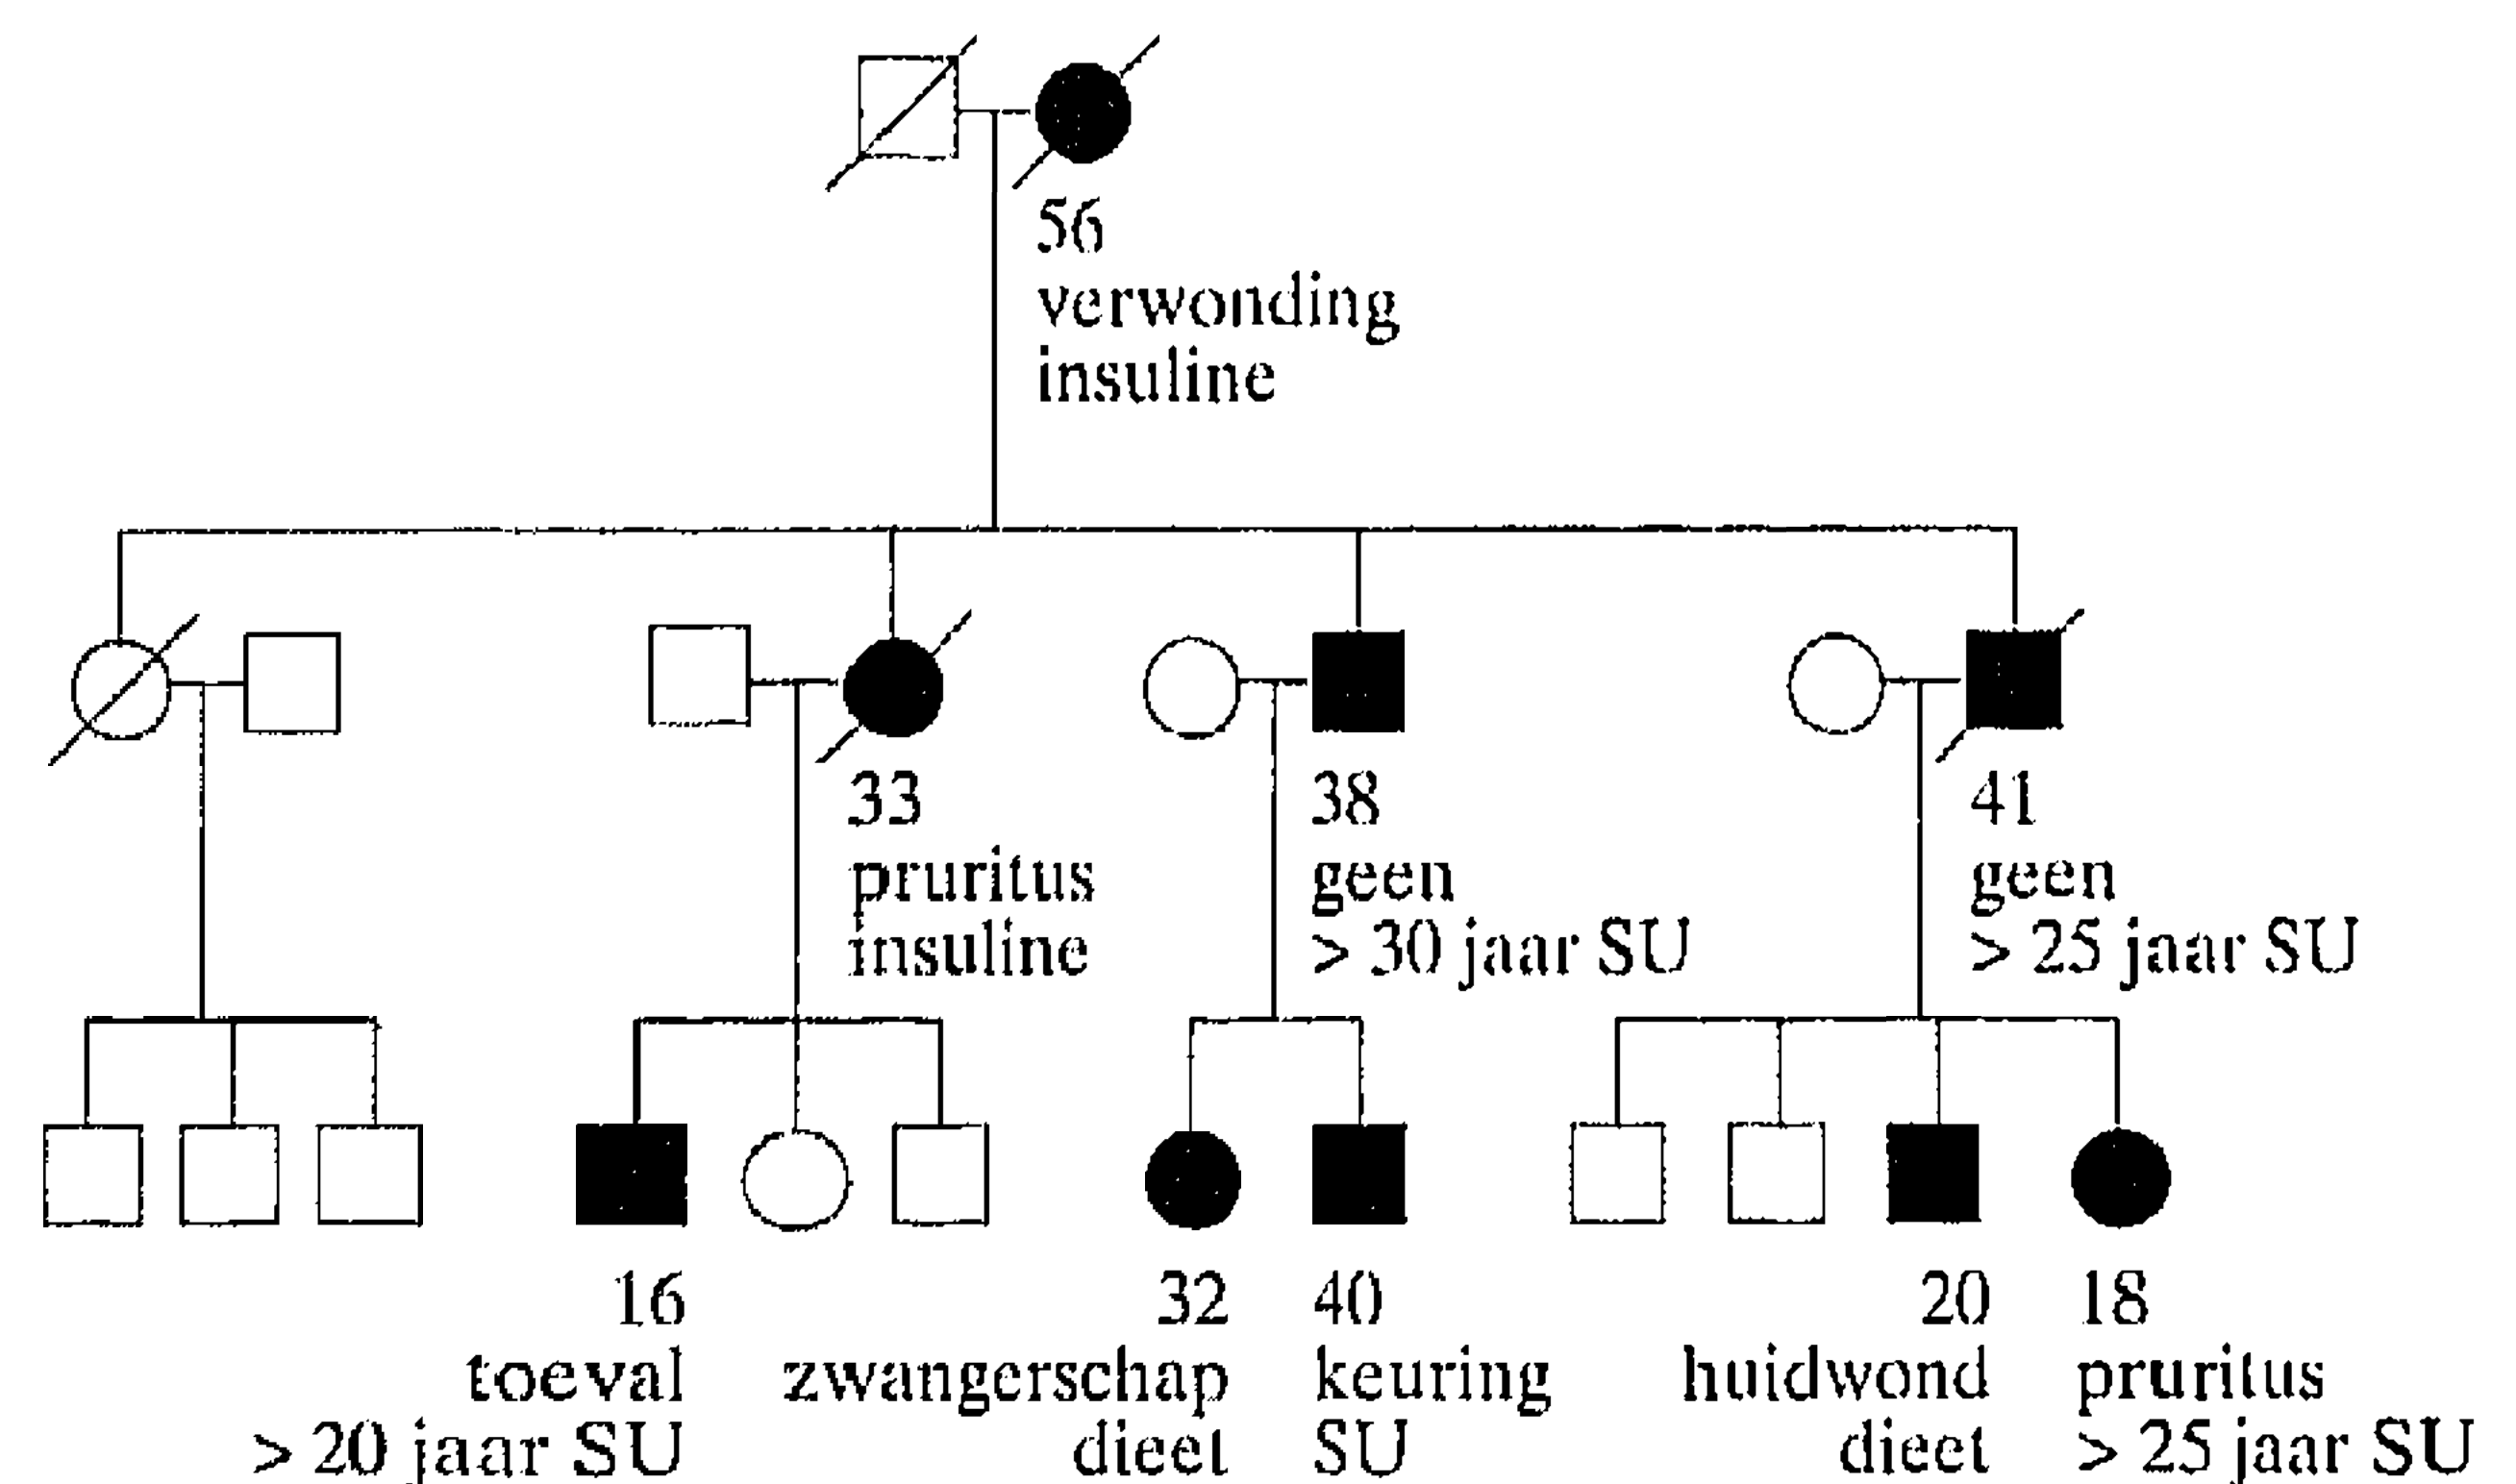 56
verwonding
insuline
33
pruritus
insuline
38
geen
> 30 jaar SU
41
geen
> 25 jaar SU
16
toeval
> 20 jaar SU
32
zwangerschap
dieet
40
keuring
SU
20
huidwond
dieet
18
pruritus
> 25 jaar SU